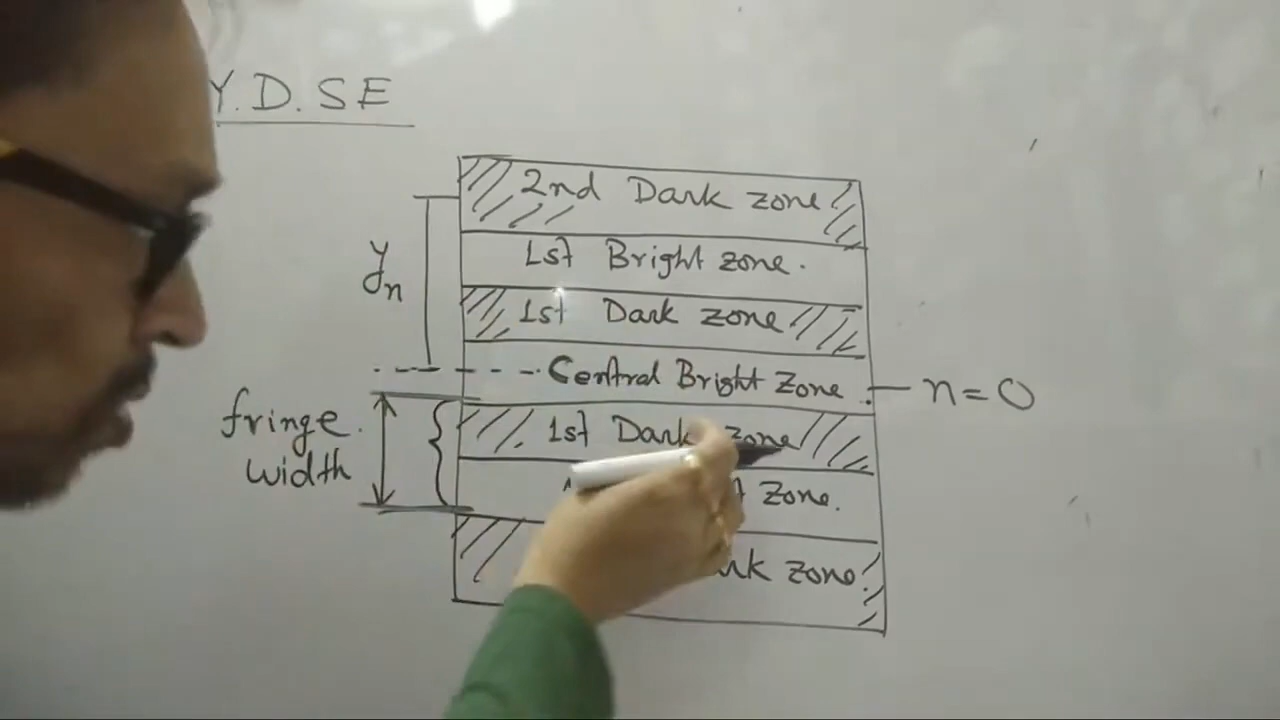 Y.D.SE
2nd Dark zone
1st Bright zone.
yn
1st Dark zone
Central Bright Zone
n=0
fringe
width
1st Dark zone
Zone.
zone.